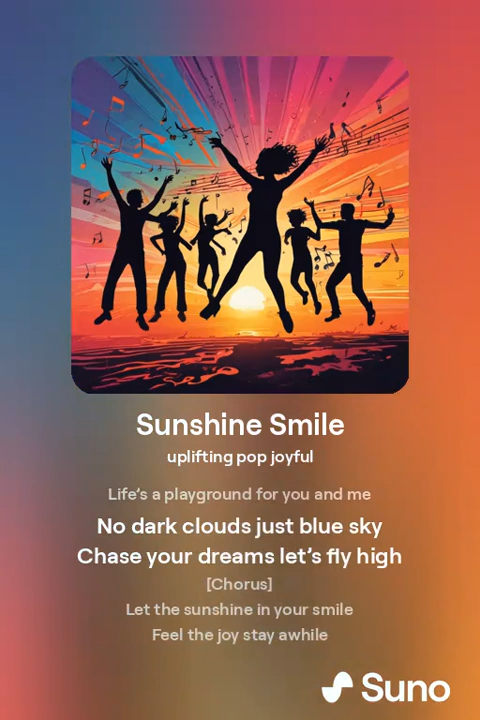 Sunshine Smile
uplifting pop joyful
Life's a playground for you and me
No dark clouds just blue sky
Chase your dreams let's fly high
[Chorus]
Let the sunshine in your smile
Feel the joy stay awhile
Suno